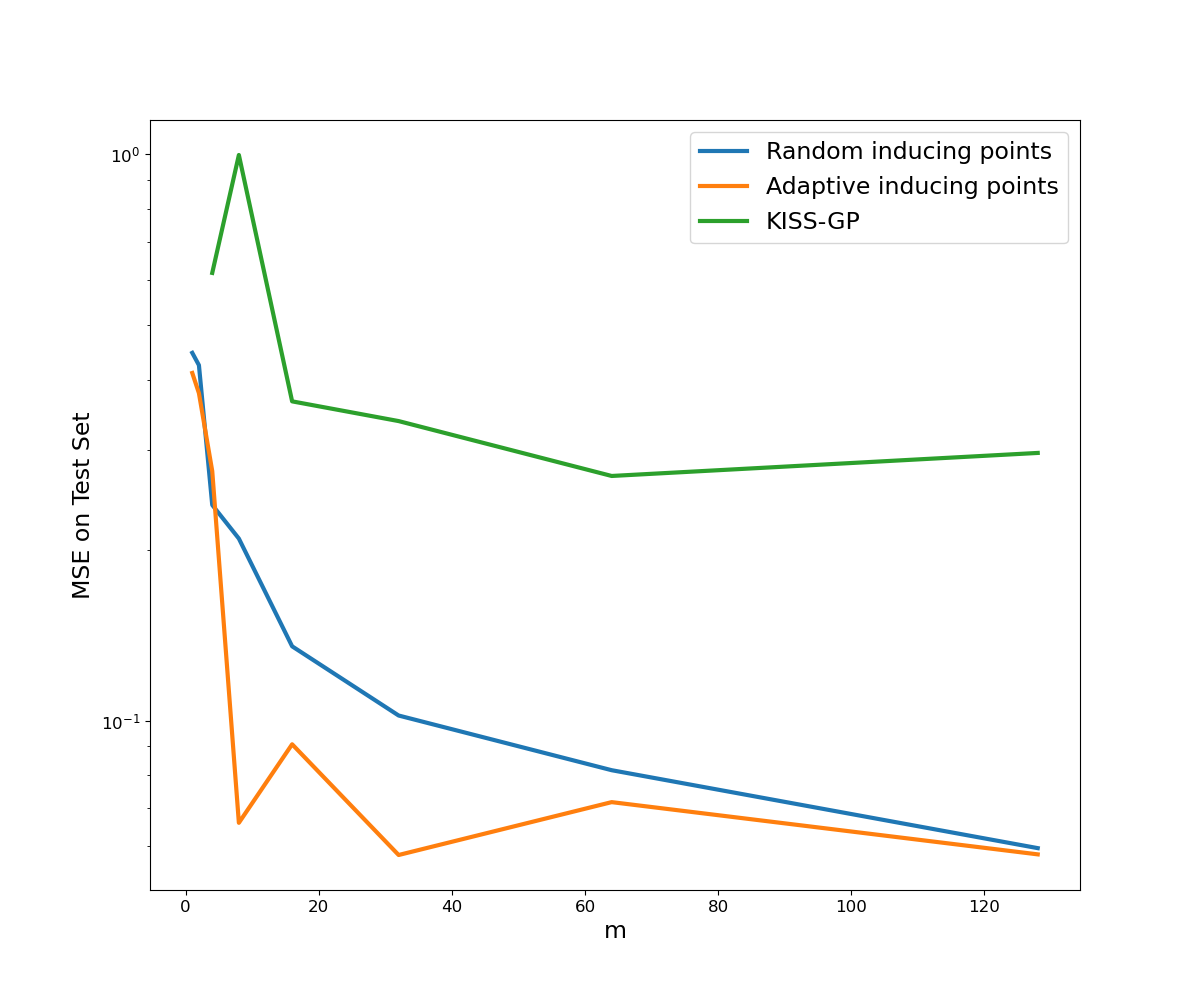 Random inducing points
Adaptive inducing points
KISS-GP
MSE on Test Set
10⁰
10⁻¹
0 20 40 60 80 100 120
m